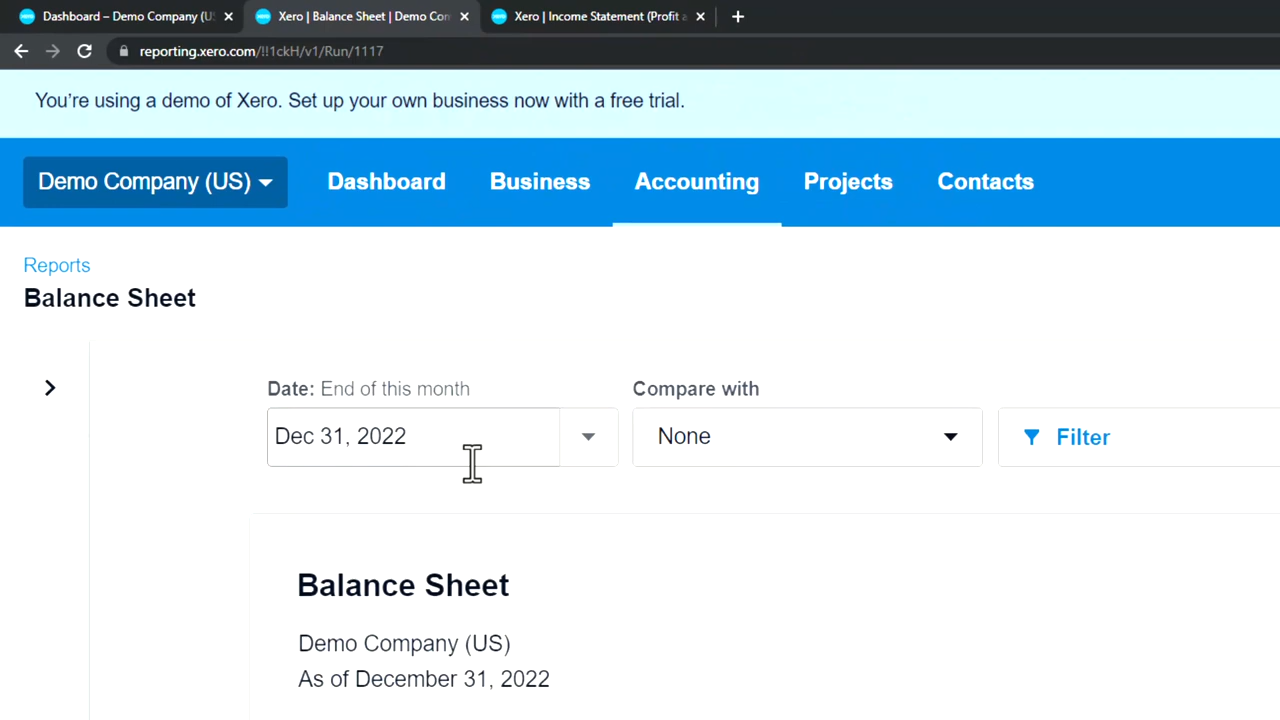 Dashboard – Demo Company (U
Xero | Balance Sheet | Demo Co
Xero | Income Statement (Profit
reporting.xero.com/!!1ckH/v1/Run/1117
You're using a demo of Xero. Set up your own business now with a free trial.
Demo Company (US)
Dashboard
Business
Accounting
Projects
Contacts
Reports
Balance Sheet
Date: End of this month
Compare with
Dec 31, 2022
None
Filter
Balance Sheet
Demo Company (US)
As of December 31, 2022